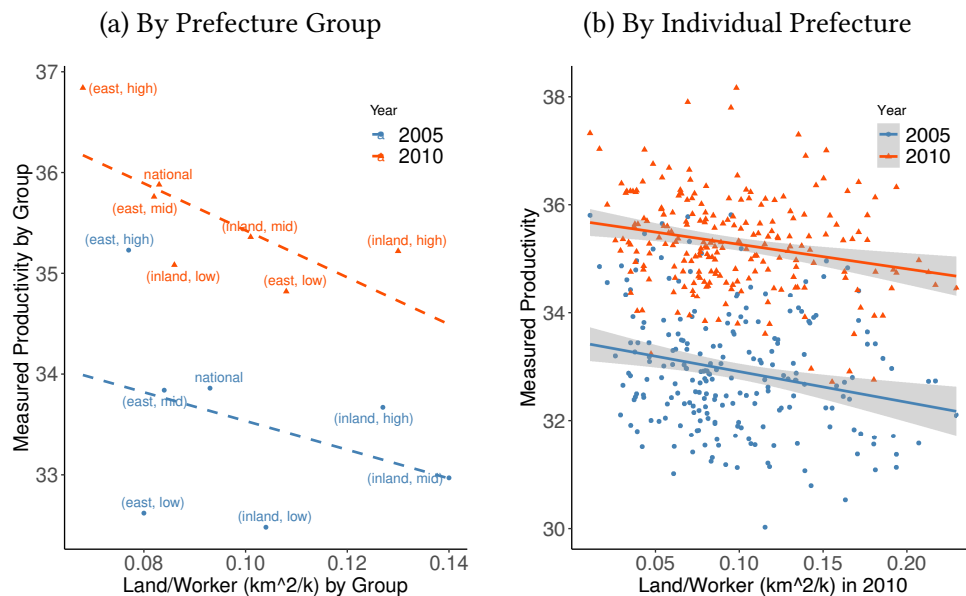 (a) By Prefecture Group
37
36
35
34
33
0.08
0.10
0.12
0.14
Measured Productivity by Group
Land/Worker (km^2/k) by Group
Year
2005
2010
(east, high)
national
(east, mid)
(east, high)
(inland, mid)
(inland, high)
(inland, low)
(east, low)
national
(east, mid)
(inland, high)
(inland, mid)
(east, low)
(inland, low)
(b) By Individual Prefecture
38
36
34
32
30
0.05
0.10
0.15
0.20
Measured Productivity
Land/Worker (km^2/k) in 2010
Year
2005
2010